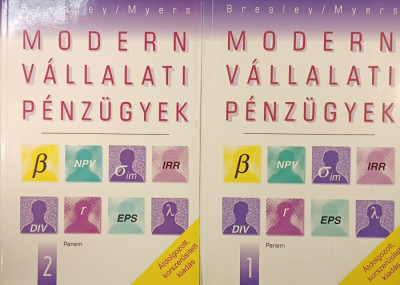 Brealey/Myers
MODERN
VÁLLALATI
PÉNZÜGYEK
β NPV σim IRR
DIV r EPS λ
Panem
2
Átdolgozott,
korszerűsített
kiadás
Brealey/Myers
MODERN
VÁLLALATI
PÉNZÜGYEK
β NPV σim IRR
DIV r EPS λ
Panem
1
Átdolgozott,
korszerűsített
kiadás